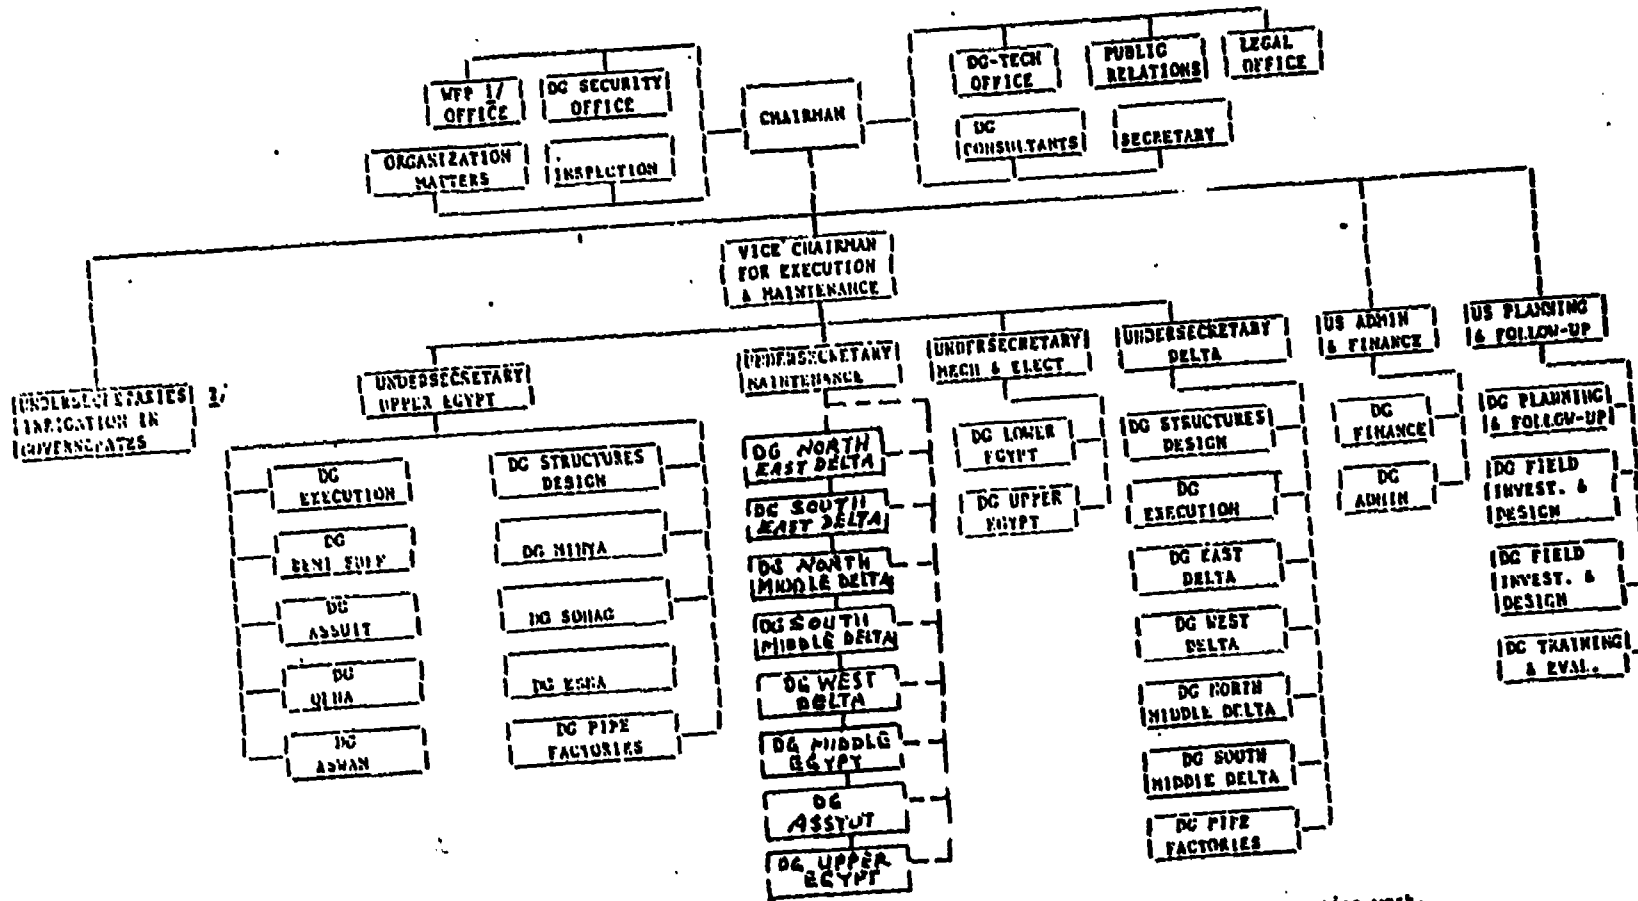 WFP 1/
OFFICE
DG SECURITY
OFFICE
ORGANIZATION
MATTERS
INSPECTION
CHAIRMAN
DG-TECH
OFFICE
PUBLIC
RELATIONS
LEGAL
OFFICE
DG
CONSULTANTS
SECRETARY
VICE CHAIRMAN
FOR EXECUTION
& MAINTENANCE
UNDERSECRETARIES 2/
IRRIGATION IN
GOVERNORATES
UNDERSECRETARY
UPPER EGYPT
UNDERSECRETARY
MAINTENANCE
UNDERSECRETARY
MECH & ELECT
UNDERSECRETARY
DELTA
US ADMIN
& FINANCE
US PLANNING
& FOLLOW-UP
DG
EXECUTION
DG
BENI SUEF
DG
ASSUIT
DG
QENA
DG
ASWAN
DG STRUCTURES
DESIGN
DG MINYA
DG SOHAG
DG ESNA
DG PIPE
FACTORIES
DG NORTH
EAST DELTA
DG SOUTH
EAST DELTA
DG NORTH
MIDDLE DELTA
DG SOUTH
MIDDLE DELTA
DG WEST
DELTA
DG MIDDLE
EGYPT
DG
ASSYUT
DG UPPER
EGYPT
DG LOWER
EGYPT
DG UPPER
EGYPT
DG STRUCTURES
DESIGN
DG
EXECUTION
DG EAST
DELTA
DG WEST
DELTA
DG NORTH
MIDDLE DELTA
DG SOUTH
MIDDLE DELTA
DG PIPE
FACTORIES
DG
FINANCE
DG
ADMIN
DG PLANNING
& FOLLOW-UP
DG FIELD
INVEST. &
DESIGN
DG FIELD
INVEST. &
DESIGN
DG TRAINING
& EVAL.
work.